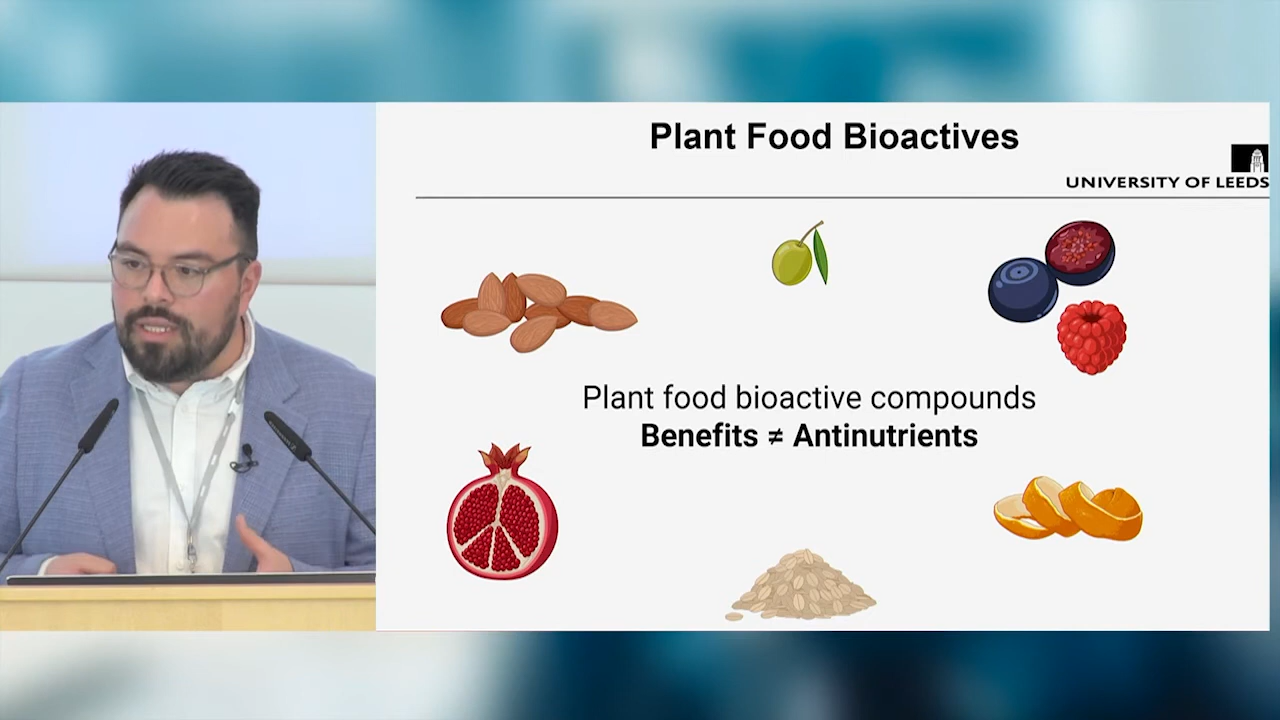 Plant Food Bioactives
UNIVERSITY OF LEEDS
Plant food bioactive compounds
Benefits ≠ Antinutrients